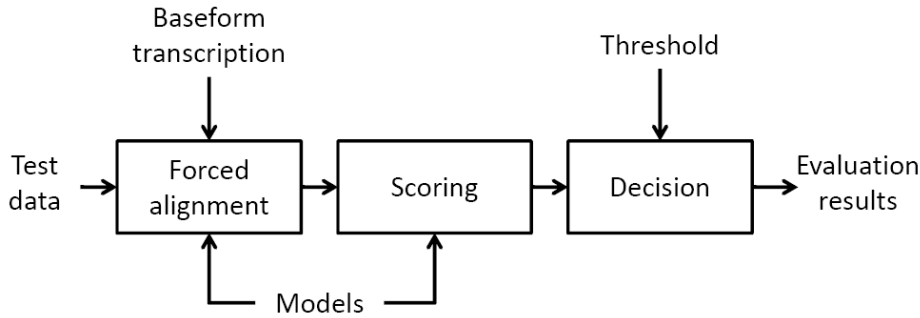 Baseform
transcription
Threshold
Test
data
Forced
alignment
Scoring
Decision
Evaluation
results
Models